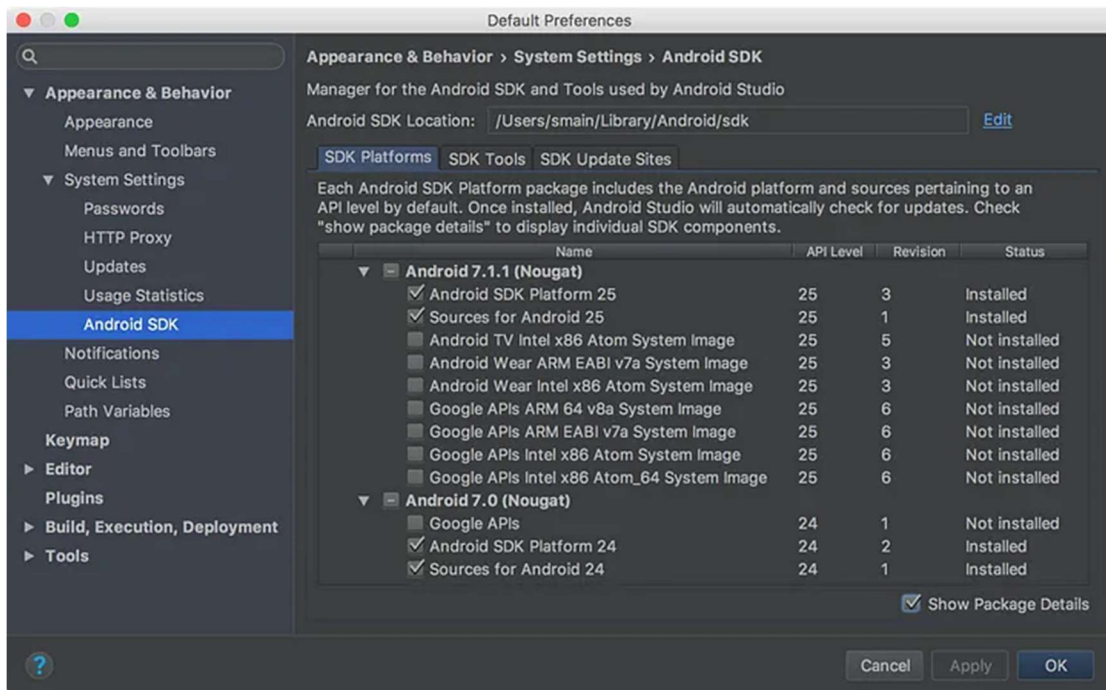 Default Preferences
Appearance & Behavior
Appearance
Menus and Toolbars
System Settings
Passwords
HTTP Proxy
Updates
Usage Statistics
Android SDK
Notifications
Quick Lists
Path Variables
Keymap
Editor
Plugins
Build, Execution, Deployment
Tools
Appearance & Behavior › System Settings › Android SDK
Manager for the Android SDK and Tools used by Android Studio
Android SDK Location: /Users/smain/Library/Android/sdk Edit
SDK Platforms SDK Tools SDK Update Sites
Each Android SDK Platform package includes the Android platform and sources pertaining to an
API level by default. Once installed, Android Studio will automatically check for updates. Check
"show package details" to display individual SDK components.
Name API Level Revision Status
Android 7.1.1 (Nougat)
Android SDK Platform 25 25 3 Installed
Sources for Android 25 25 1 Installed
Android TV Intel x86 Atom System Image 25 5 Not installed
Android Wear ARM EABI v7a System Image 25 3 Not installed
Android Wear Intel x86 Atom System Image 25 3 Not installed
Google APIs ARM 64 v8a System Image 25 6 Not installed
Google APIs ARM EABI v7a System Image 25 6 Not installed
Google APIs Intel x86 Atom System Image 25 6 Not installed
Google APIs Intel x86 Atom_64 System Image 25 6 Not installed
Android 7.0 (Nougat)
Google APIs 24 1 Not installed
Android SDK Platform 24 24 2 Installed
Sources for Android 24 24 1 Installed
Show Package Details
? Cancel Apply OK